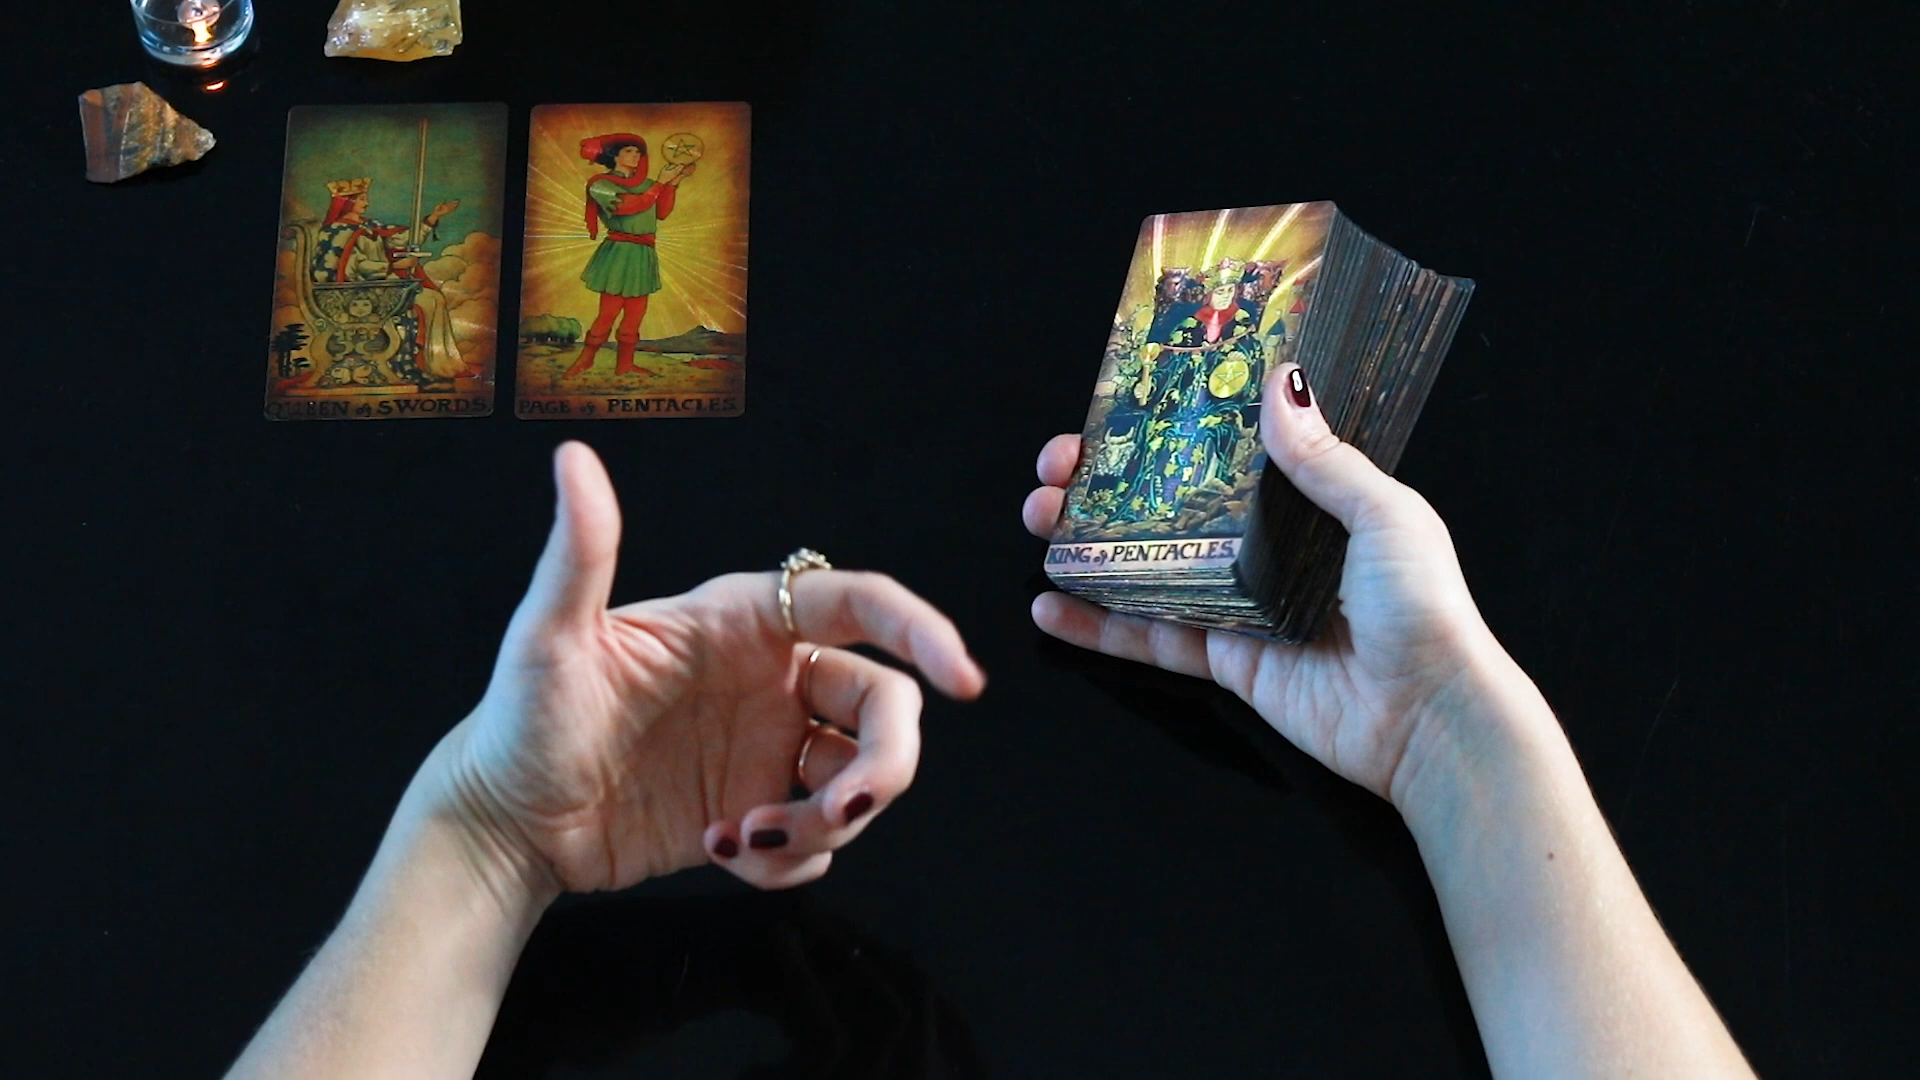 QUEEN of SWORDS.
PAGE of PENTACLES.
KING of PENTACLES.